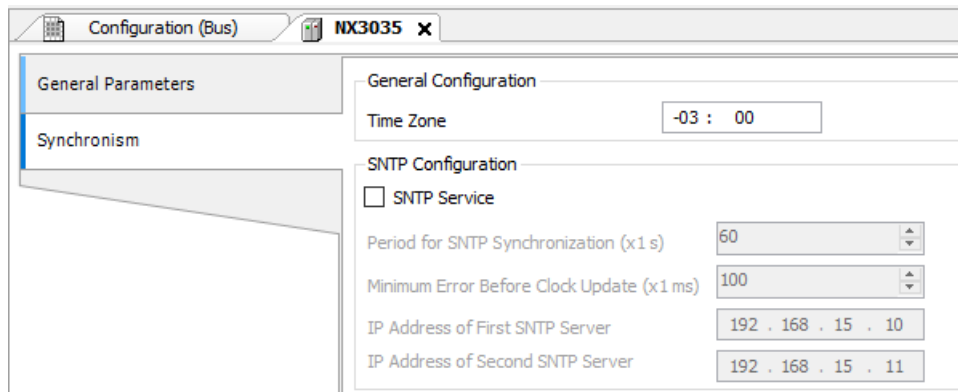 Configuration (Bus) NX3035
General Parameters
Synchronism
General Configuration
Time Zone -03 : 00
SNTP Configuration
SNTP Service
Period for SNTP Synchronization (x1 s) 60
Minimum Error Before Clock Update (x1 ms) 100
IP Address of First SNTP Server 192 . 168 . 15 . 10
IP Address of Second SNTP Server 192 . 168 . 15 . 11